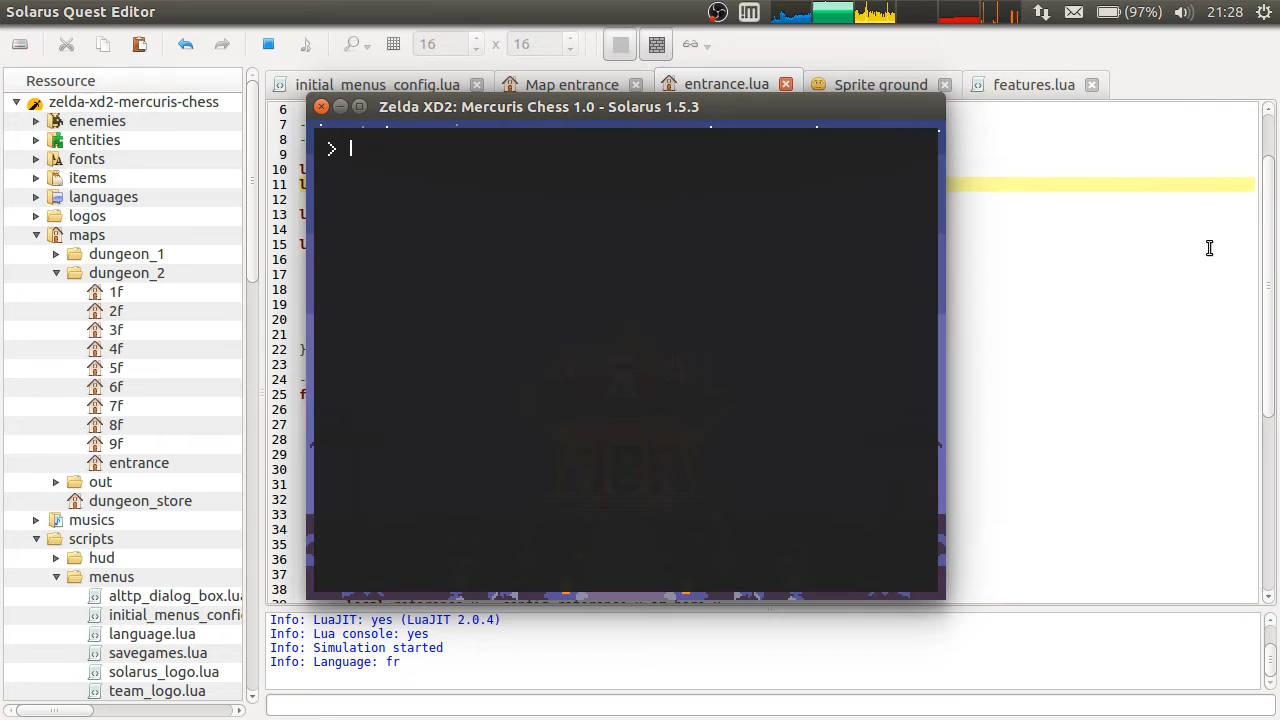 Solarus Quest Editor
(97%) 21:28
16 x 16
Ressource
initial_menus_config.lua Map entrance entrance.lua Sprite ground features.lua
zelda-xd2-mercuris-chess
enemies
entities
fonts
items
languages
logos
maps
dungeon_1
dungeon_2
1f
2f
3f
4f
5f
6f
7f
8f
9f
entrance
out
dungeon_store
musics
scripts
hud
menus
alttp_dialog_box.lua
initial_menus_confi
language.lua
savegames.lua
solarus_logo.lua
team_logo.lua
Zelda XD2: Mercuris Chess 1.0 - Solarus 1.5.3
>
6
7
8
9
10
11
12
13
14
15
16
17
18
19
20
21
22 }
23
24
25
26
27
28
29
30
31
32
33
34
35
36
37
38
Info: LuaJIT: yes (LuaJIT 2.0.4)
Info: Lua console: yes
Info: Simulation started
Info: Language: fr